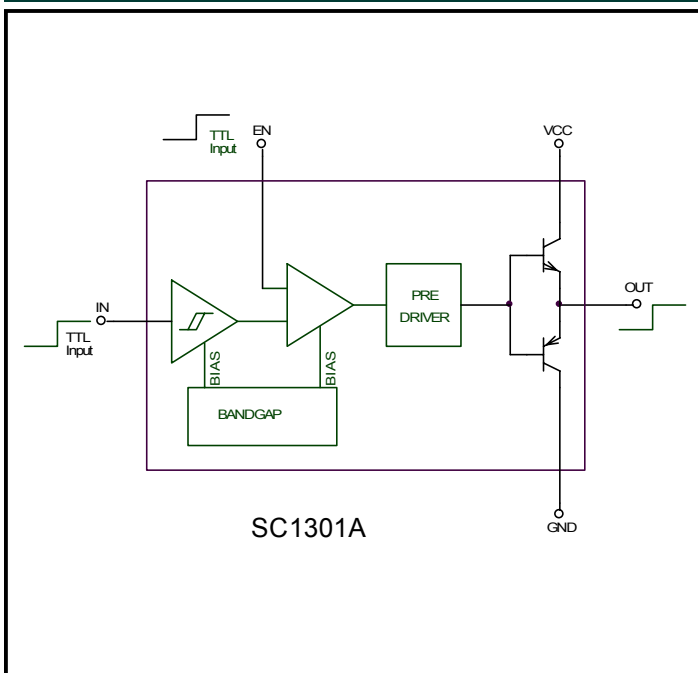 EN
VCC
TTL
Input
IN
TTL
Input
PRE
DRIVER
OUT
BIAS
BIAS
BANDGAP
SC1301A
GND